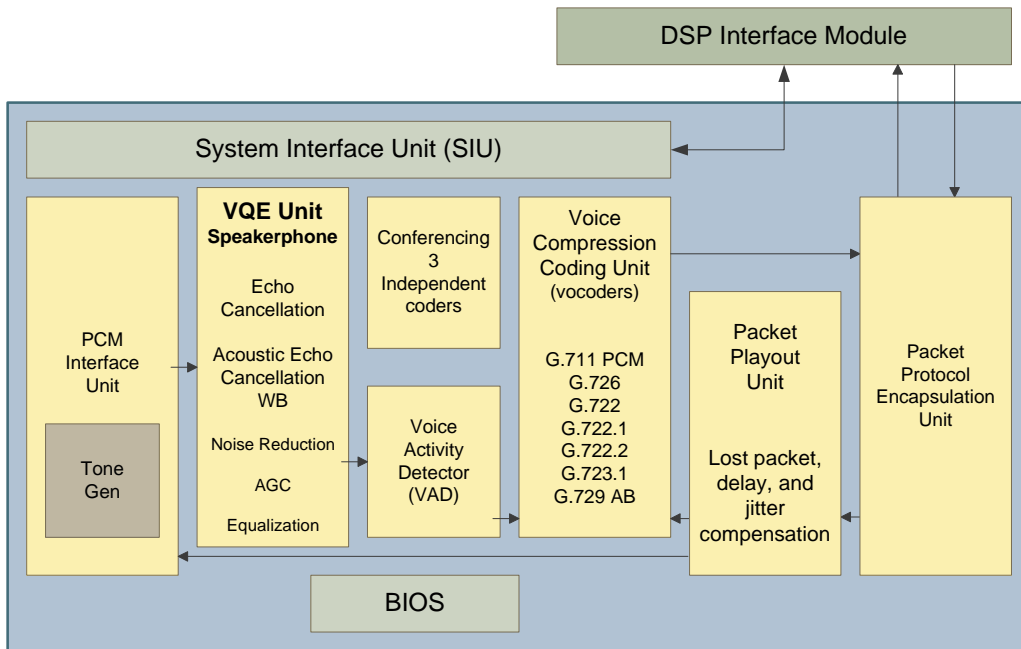 DSP Interface Module
System Interface Unit (SIU)
PCM
Interface
Unit
Tone
Gen
VQE Unit
Speakerphone
Echo
Cancellation
Acoustic Echo
Cancellation
WB
Noise Reduction
AGC
Equalization
Conferencing
3
Independent
coders
Voice
Activity
Detector
(VAD)
Voice
Compression
Coding Unit
(vocoders)
G.711 PCM
G.726
G.722
G.722.1
G.722.2
G.723.1
G.729 AB
Packet
Playout
Unit
Lost packet,
delay, and
jitter
compensation
Packet
Protocol
Encapsulation
Unit
BIOS